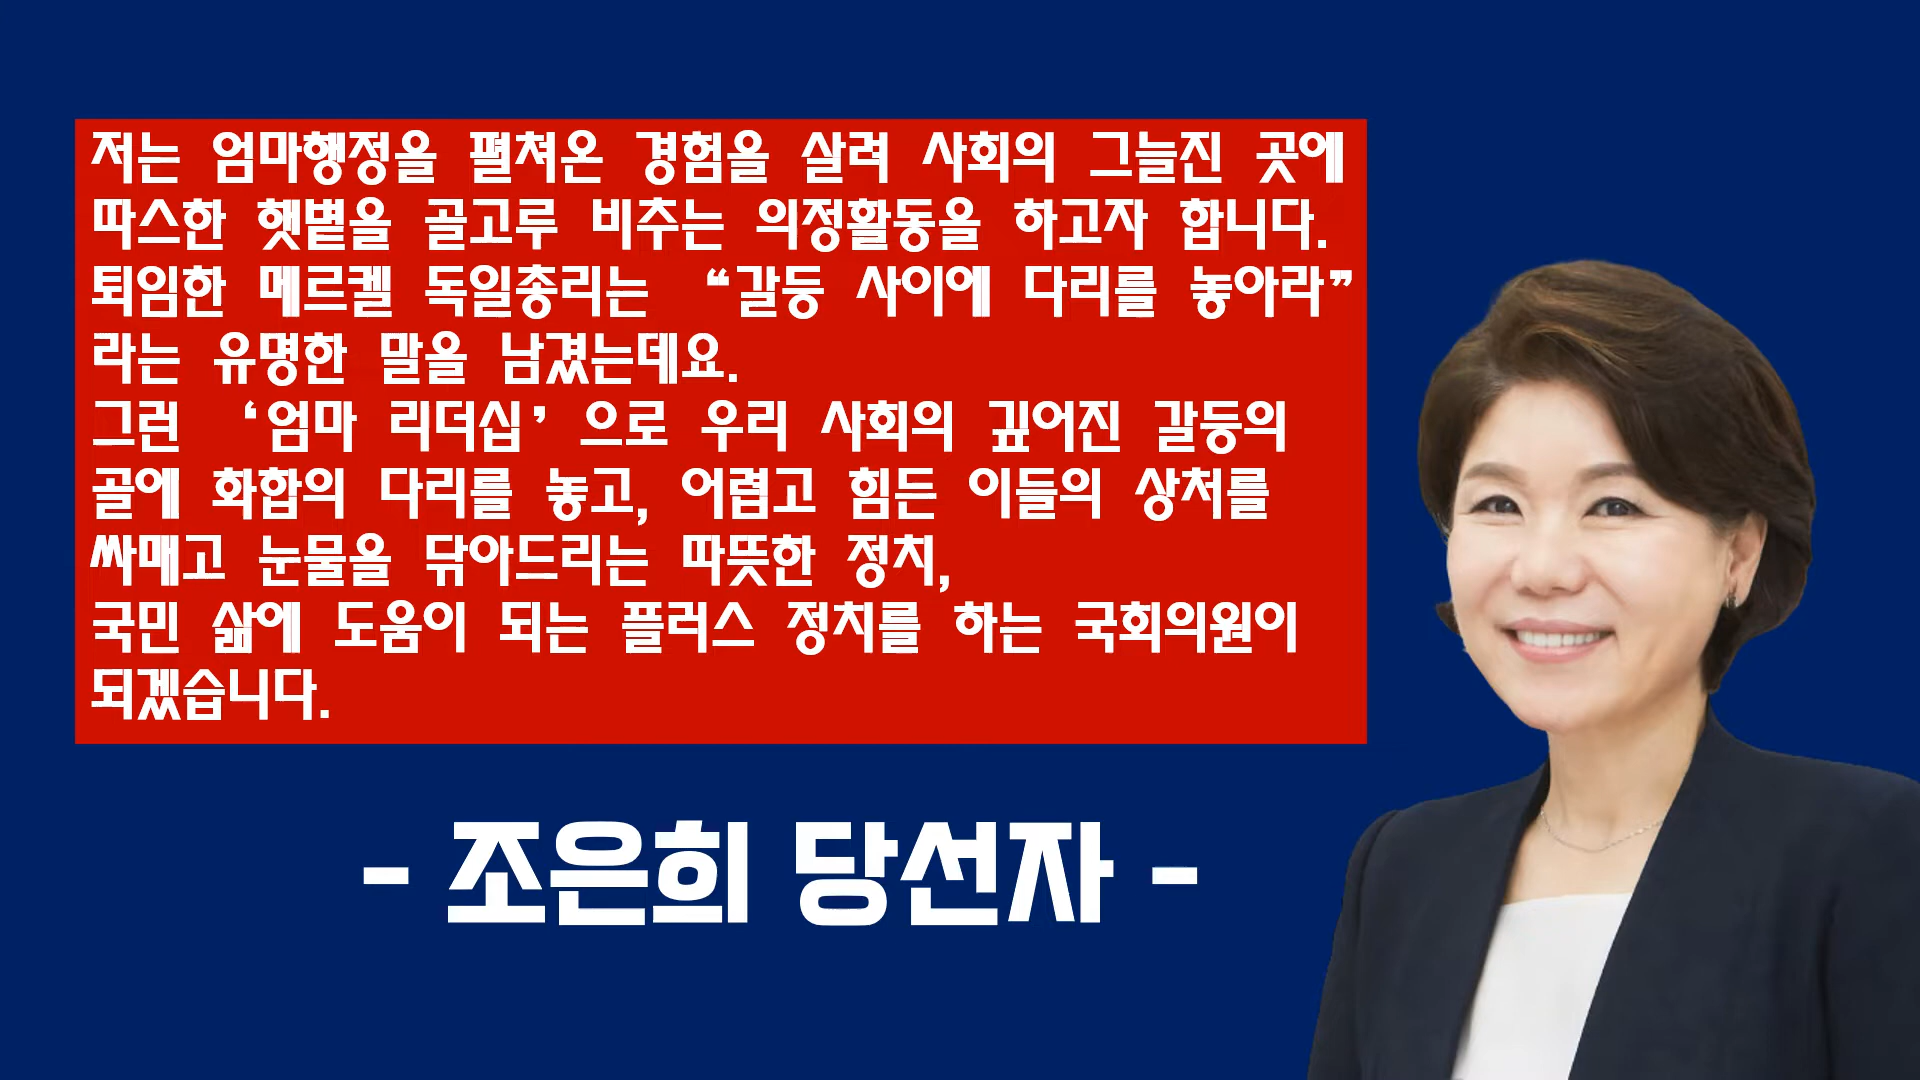 저는 엄마행정을 펼쳐온 경험을 살려 사회의 그늘진 곳에
따스한 햇볕을 골고루 비추는 의정활동을 하고자 합니다.
퇴임한 메르켈 독일총리는 “갈등 사이에 다리를 놓아라”
라는 유명한 말을 남겼는데요.
그런 ‘엄마 리더십’으로 우리 사회의 깊어진 갈등의
골에 화합의 다리를 놓고, 어렵고 힘든 이들의 상처를
싸매고 눈물을 닦아드리는 따뜻한 정치,
국민 삶에 도움이 되는 플러스 정치를 하는 국회의원이
되겠습니다.
- 조은희 당선자 -